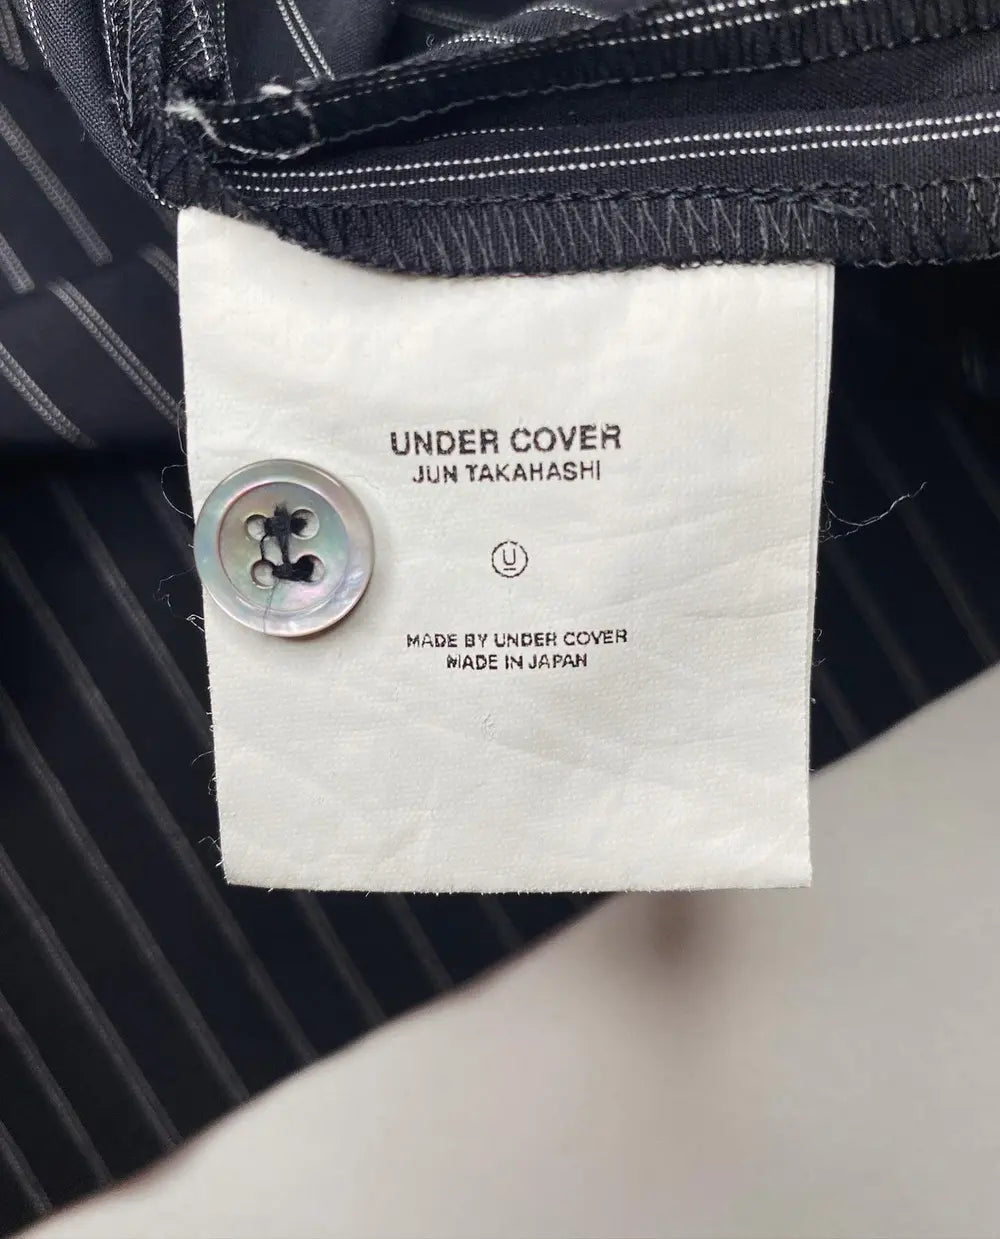 UNDER COVER
JUN TAKAHASHI
U
MADE BY UNDER COVER
MADE IN JAPAN